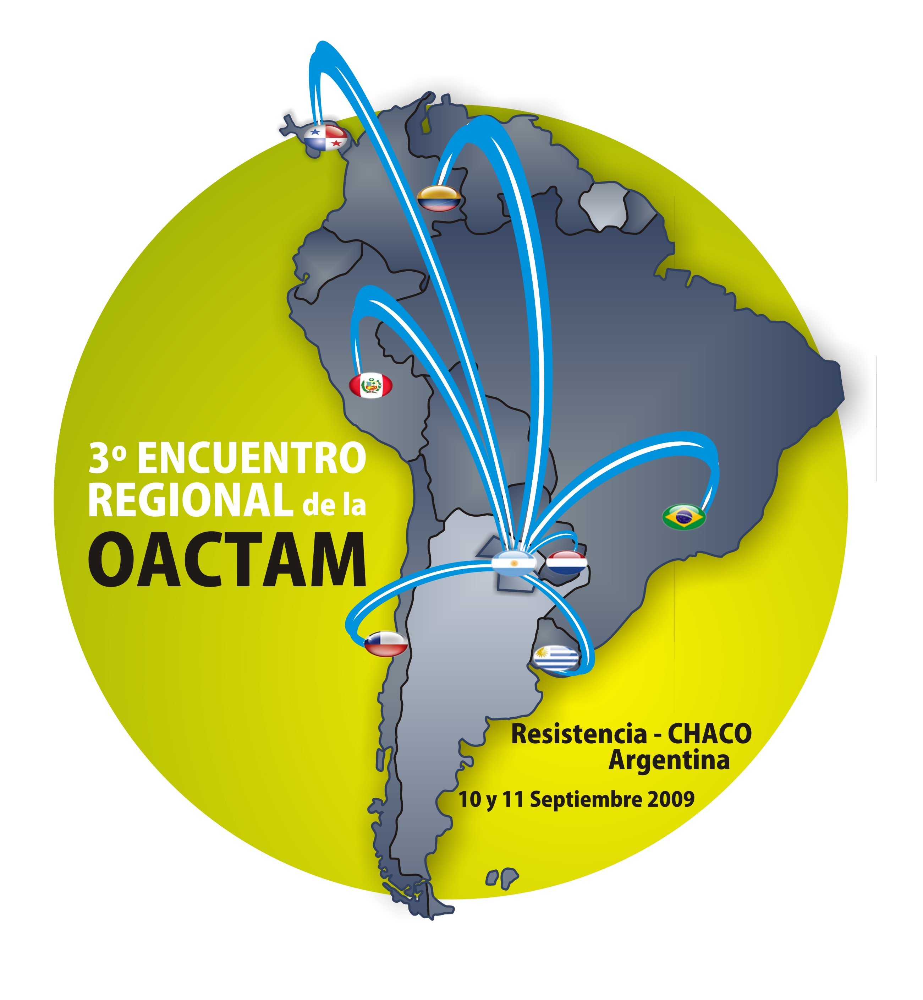 3º ENCUENTRO
REGIONAL de la
OACTAM
Resistencia - CHACO
Argentina
10 y 11 Septiembre 2009